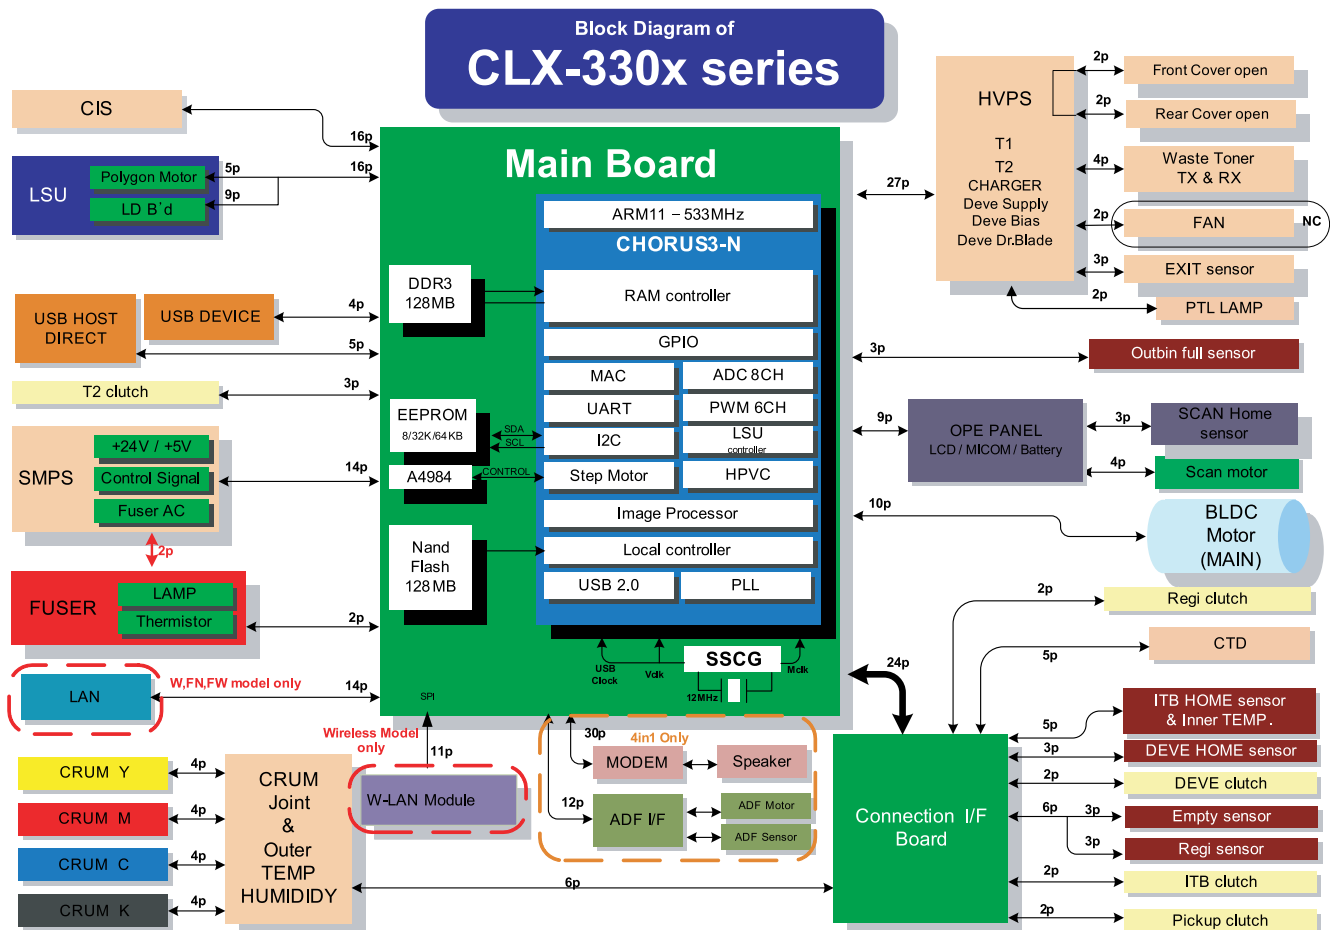 Block Diagram of
CLX-330x series
CIS
16p
LSU
Polygon Motor
5p
16p
LD B'd
9p
USB HOST
DIRECT
USB DEVICE
4p
5p
T2 clutch
3p
SMPS
+24V / +5V
Control Signal
Fuser AC
14p
2p
FUSER
LAMP
Thermistor
2p
LAN
W,FN,FW model only
14p
CRUM Y
4p
CRUM M
4p
CRUM C
4p
CRUM K
4p
CRUM
Joint
&
Outer
TEMP
HUMIDIDY
6p
Wireless Model
only
11p
W-LAN Module
SPI
Main Board
ARM11 – 533MHz
CHORUS3-N
DDR3
128MB
RAM controller
GPIO
MAC
ADC 8CH
UART
PWM 6CH
EEPROM
8/32K/64KB
SDA
SCL
I2C
LSU
controller
A4984
CONTROL
Step Motor
HPVC
Image Processor
Nand
Flash
128MB
Local controller
USB 2.0
PLL
USB
Clock
Vclk
SSCG
Mclk
12MHz
30p
4in1 Only
MODEM
Speaker
12p
ADF I/F
ADF Motor
ADF Sensor
24p
Connection I/F
Board
27p
HVPS
T1
T2
CHARGER
Deve Supply
Deve Bias
Deve Dr.Blade
2p
Front Cover open
2p
Rear Cover open
4p
Waste Toner
TX & RX
2p
FAN
NC
3p
EXIT sensor
2p
PTL LAMP
3p
Outbin full sensor
9p
OPE PANEL
LCD / MICOM / Battery
3p
SCAN Home
sensor
4p
Scan motor
10p
BLDC
Motor
(MAIN)
2p
Regi clutch
5p
CTD
5p
ITB HOME sensor
& Inner TEMP.
3p
DEVE HOME sensor
2p
DEVE clutch
6p
3p
Empty sensor
3p
Regi sensor
2p
ITB clutch
2p
Pickup clutch